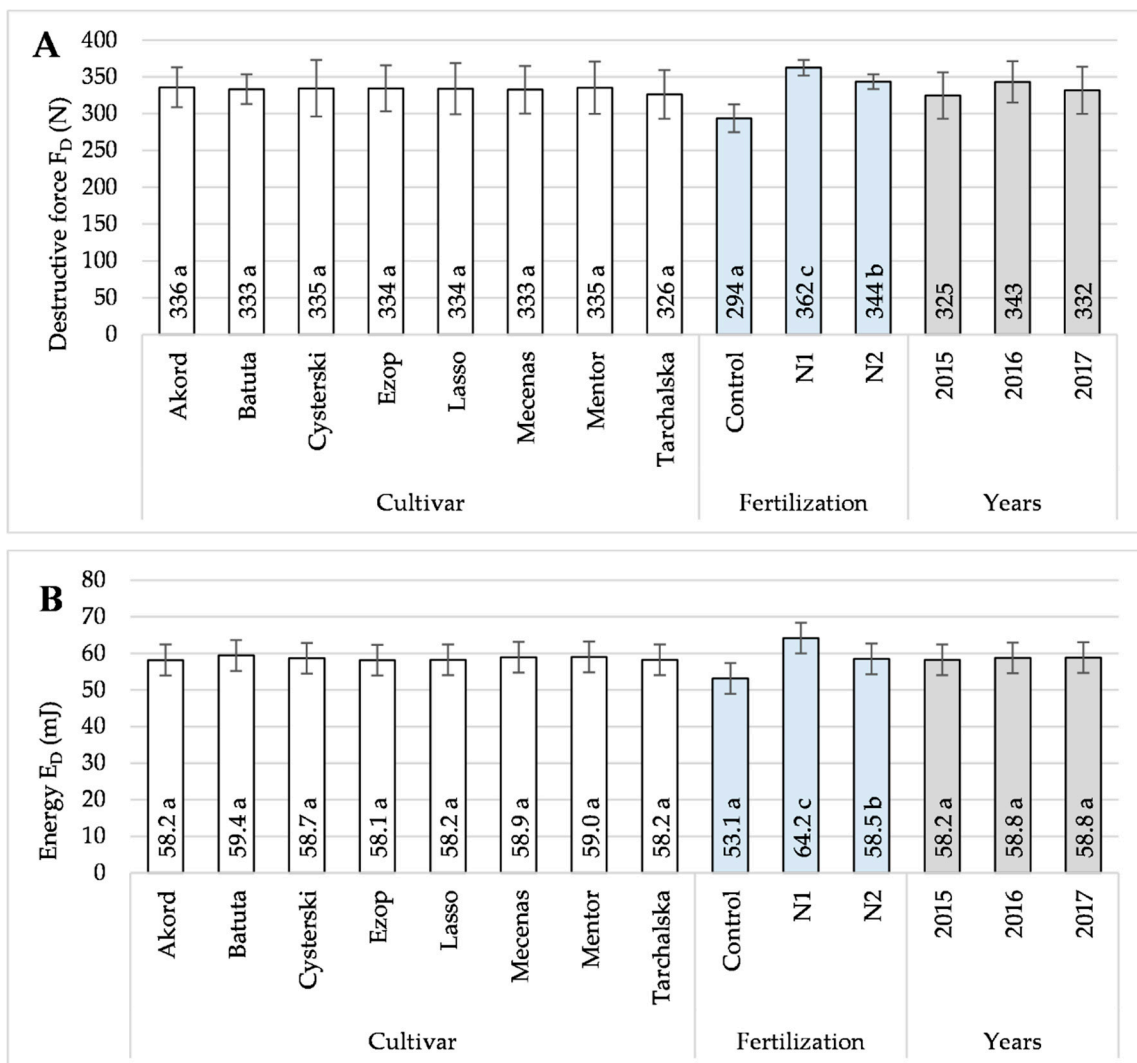 A
Destructive force F_D (N)
400
350
300
250
200
150
100
50
0
336 a
333 a
335 a
334 a
334 a
333 a
335 a
326 a
294 a
362 c
344 b
325
343
332
Akord
Batuta
Cysterski
Ezop
Lasso
Mecenas
Mentor
Tarchalska
Control
N1
N2
2015
2016
2017
Cultivar
Fertilization
Years
B
Energy E_D (mJ)
80
70
60
50
40
30
20
10
0
58.2 a
59.4 a
58.7 a
58.1 a
58.2 a
58.9 a
59.0 a
58.2 a
53.1 a
64.2 c
58.5 b
58.2 a
58.8 a
58.8 a
Akord
Batuta
Cysterski
Ezop
Lasso
Mecenas
Mentor
Tarchalska
Control
N1
N2
2015
2016
2017
Cultivar
Fertilization
Years